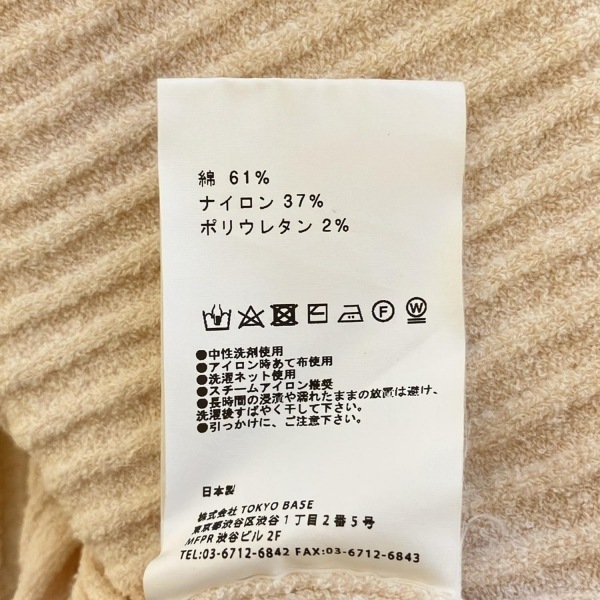 綿 61%
ナイロン 37%
ポリウレタン 2%
F W
●中性洗剤使用
●アイロン時あて布使用
●洗濯ネット使用
●スチームアイロン推奨
●長時間の浸漬や濡れたままの放置は避け、
洗濯後すばやく干して下さい。
●引っかけに、ご注意下さい。
日本製
株式会社 TOKYO BASE
東京都渋谷区渋谷1丁目2番5号
MFPR 渋谷ビル 2F
TEL:03-6712-6842 FAX:03-6712-6843